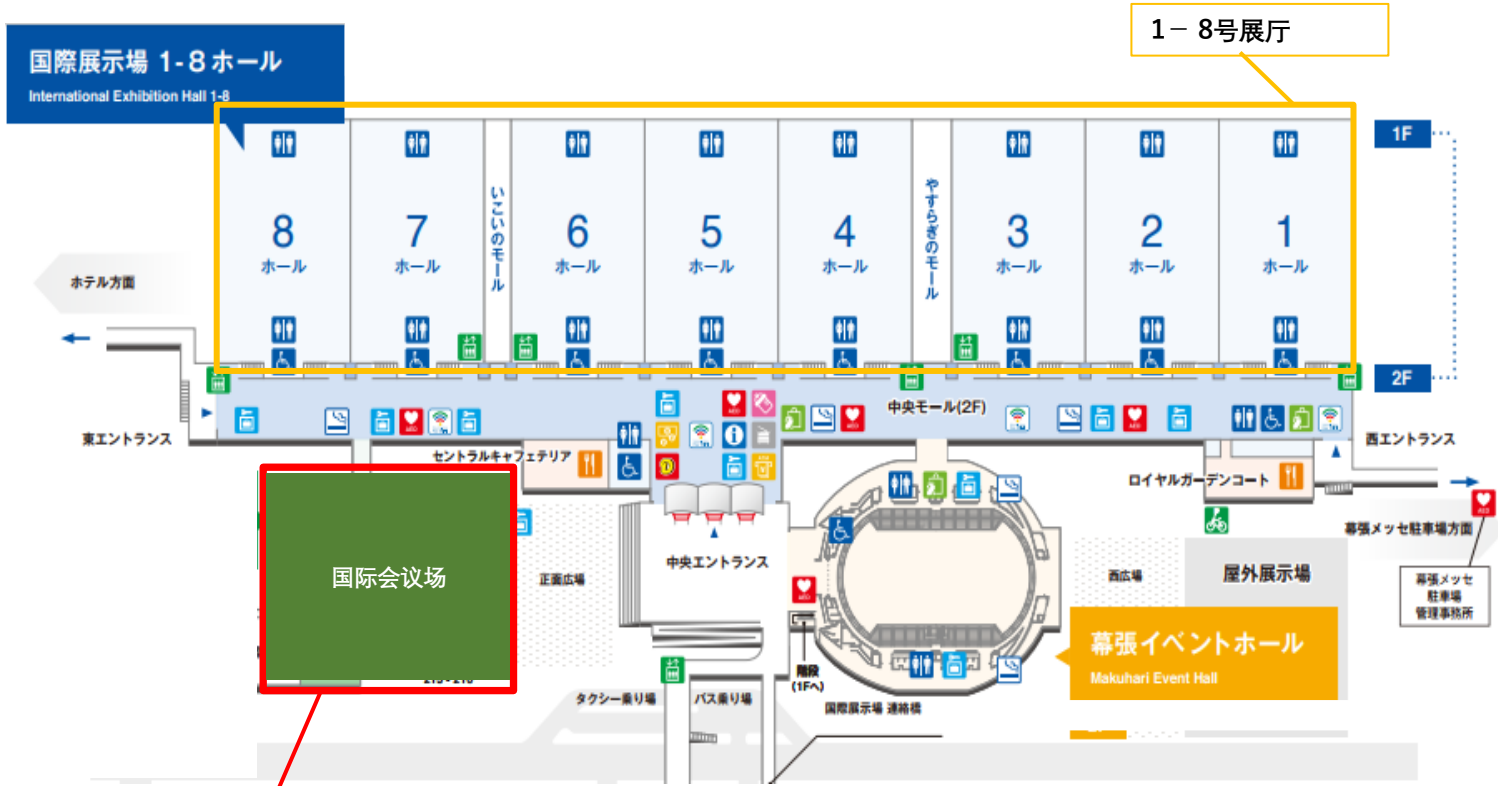 1－ 8号展厅
国際展示場 1-8 ホール
International Exhibition Hall 1-8
1F
8
ホール
7
ホール
いこいのモール
6
ホール
5
ホール
4
ホール
やすらぎのモール
3
ホール
2
ホール
1
ホール
ホテル方面
2F
中央モール(2F)
東エントランス
西エントランス
セントラルキャフェテリア
ロイヤルガーデンコート
幕張メッセ駐車場方面
中央エントランス
国际会议场
正面広場
西広場
屋外展示場
幕張メッセ
駐車場
管理事務所
幕張イベントホール
Makuhari Event Hall
階段
(1Fへ)
タクシー乗り場
バス乗り場
国際展示場 連絡橋